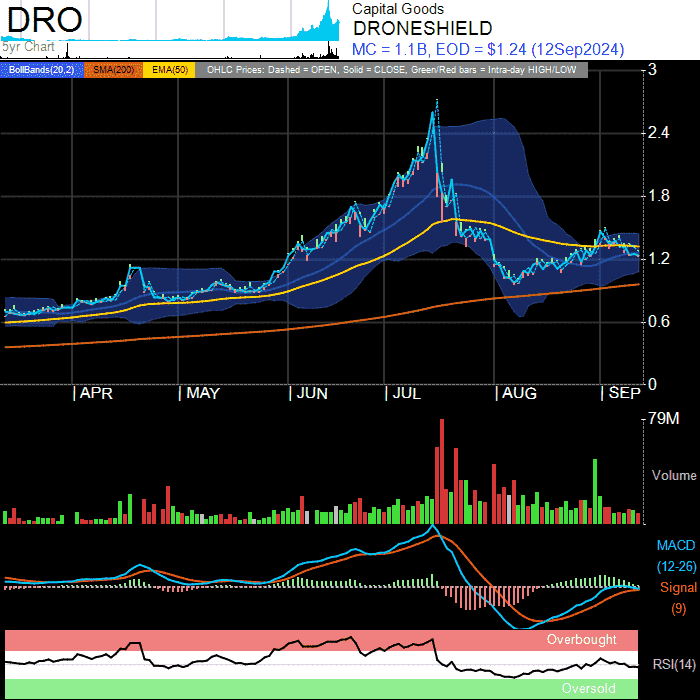 DRO
Capital Goods
DRONESHIELD
5yr Chart
MC = 1.1B, EOD = $1.24 (12Sep2024)
BollBands(20,2) SMA(200) EMA(50) OHLC Prices: Dashed = OPEN, Solid = CLOSE, Green/Red bars = Intra-day HIGH/LOW
3
2.4
1.8
1.2
0.6
0
APR MAY JUN JUL AUG SEP
79M
Volume
MACD
(12-26)
Signal
(9)
Overbought
RSI(14)
Oversold